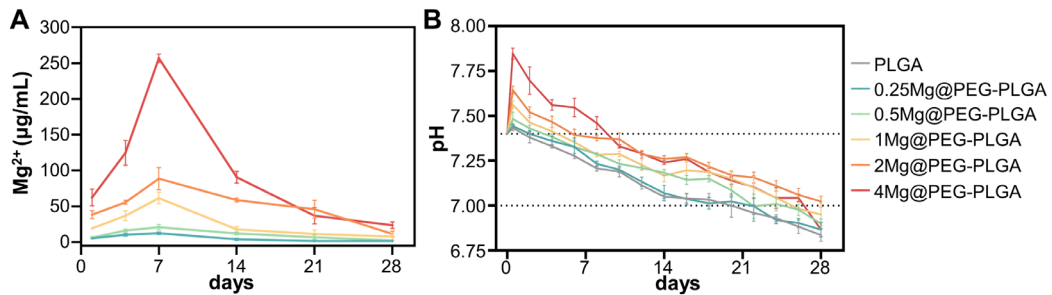 A
Mg²⁺ (μg/mL)
300
250
200
150
100
50
0
0
7
14
21
28
days
B
pH
8.00
7.75
7.50
7.25
7.00
6.75
0
7
14
21
28
days
PLGA
0.25Mg@PEG-PLGA
0.5Mg@PEG-PLGA
1Mg@PEG-PLGA
2Mg@PEG-PLGA
4Mg@PEG-PLGA